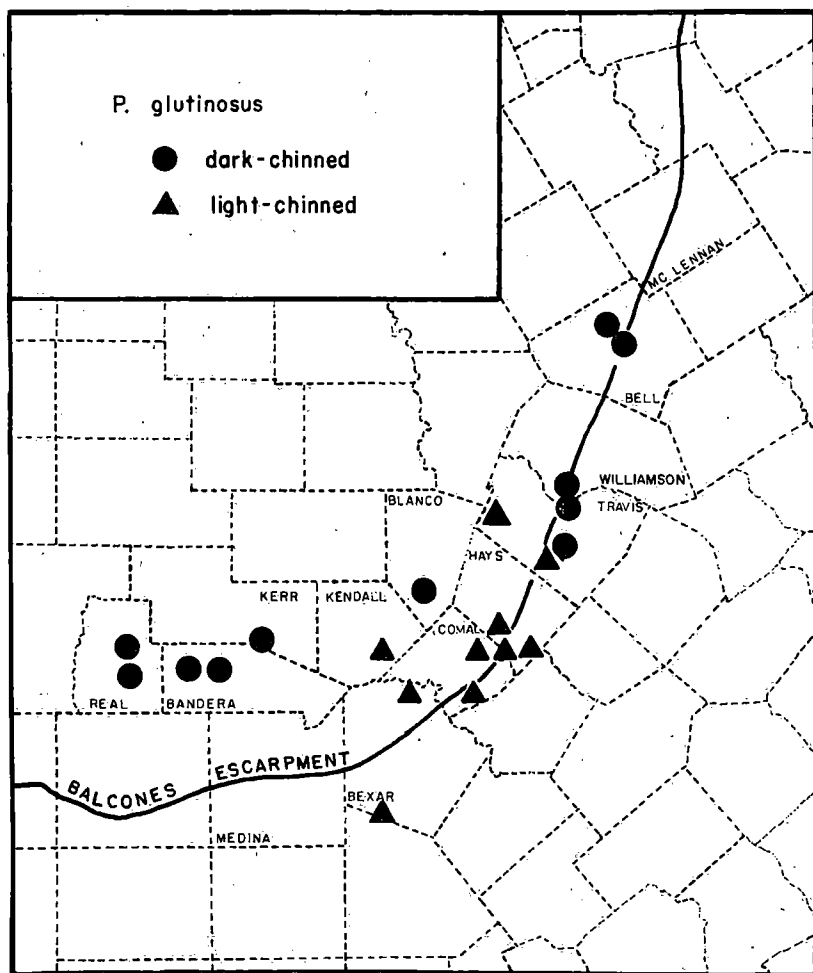 P. glutinosus
dark-chinned
light-chinned
MC LENNAN
BELL
WILLIAMSON
TRAVIS
BLANCO
HAYS
KERR
KENDALL
COMAL
REAL
BANDERA
BALCONES ESCARPMENT
BEXAR
MEDINA